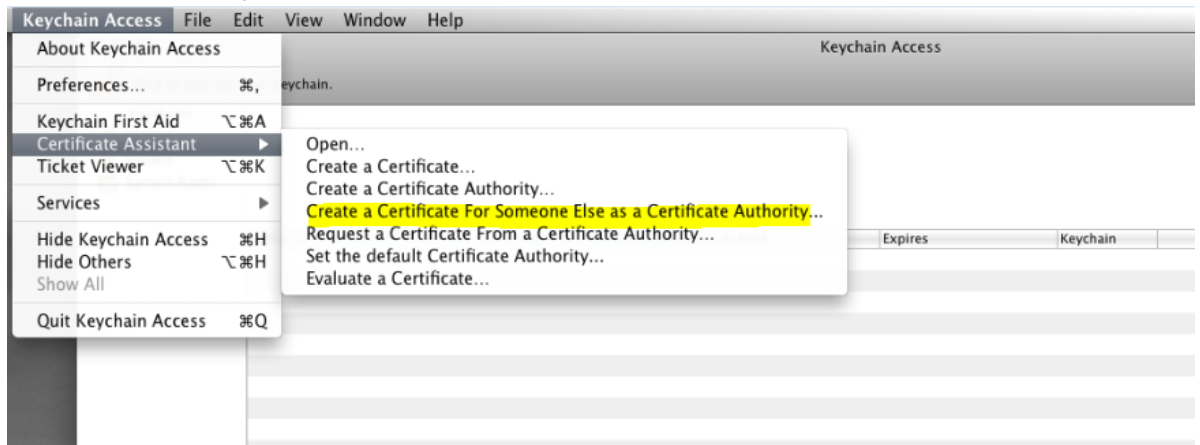 Keychain Access File Edit View Window Help
Keychain Access
About Keychain Access
Preferences... ⌘,
eychain.
Keychain First Aid ⌥⌘A
Certificate Assistant ▶
Ticket Viewer ⌥⌘K
Services ▶
Hide Keychain Access ⌘H
Hide Others ⌥⌘H
Show All
Quit Keychain Access ⌘Q
Open...
Create a Certificate...
Create a Certificate Authority...
Create a Certificate For Someone Else as a Certificate Authority...
Request a Certificate From a Certificate Authority...
Set the default Certificate Authority...
Evaluate a Certificate...
Expires Keychain